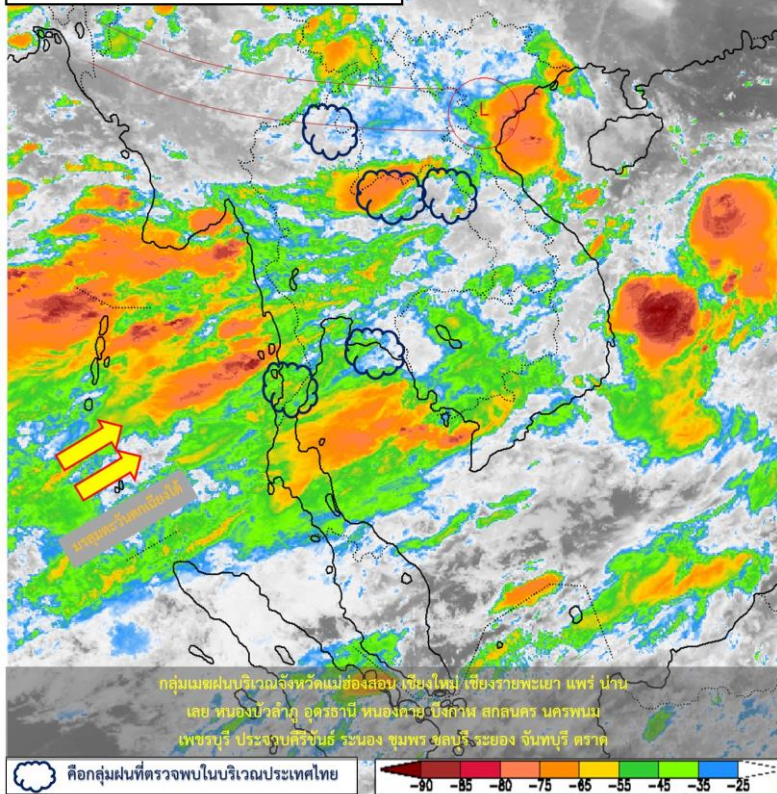 L
มรสุมตะวันตกเฉียงใต้
กลุ่มเมฆฝนบริเวณจังหวัดแม่ฮ่องสอน เชียงใหม่ เชียงรายพะเยา แพร่ น่าน
เลย หนองบัวลำภู อุดรธานี หนองคาย บึงกาฬ สกลนคร นครพนม
เพชรบุรี ประจวบคีรีขันธ์ ระนอง ชุมพร ชลบุรี ระยอง จันทบุรี ตราด
คือกลุ่มฝนที่ตรวจพบในบริเวณประเทศไทย
-90 -85 -80 -75 -65 -55 -45 -35 -25